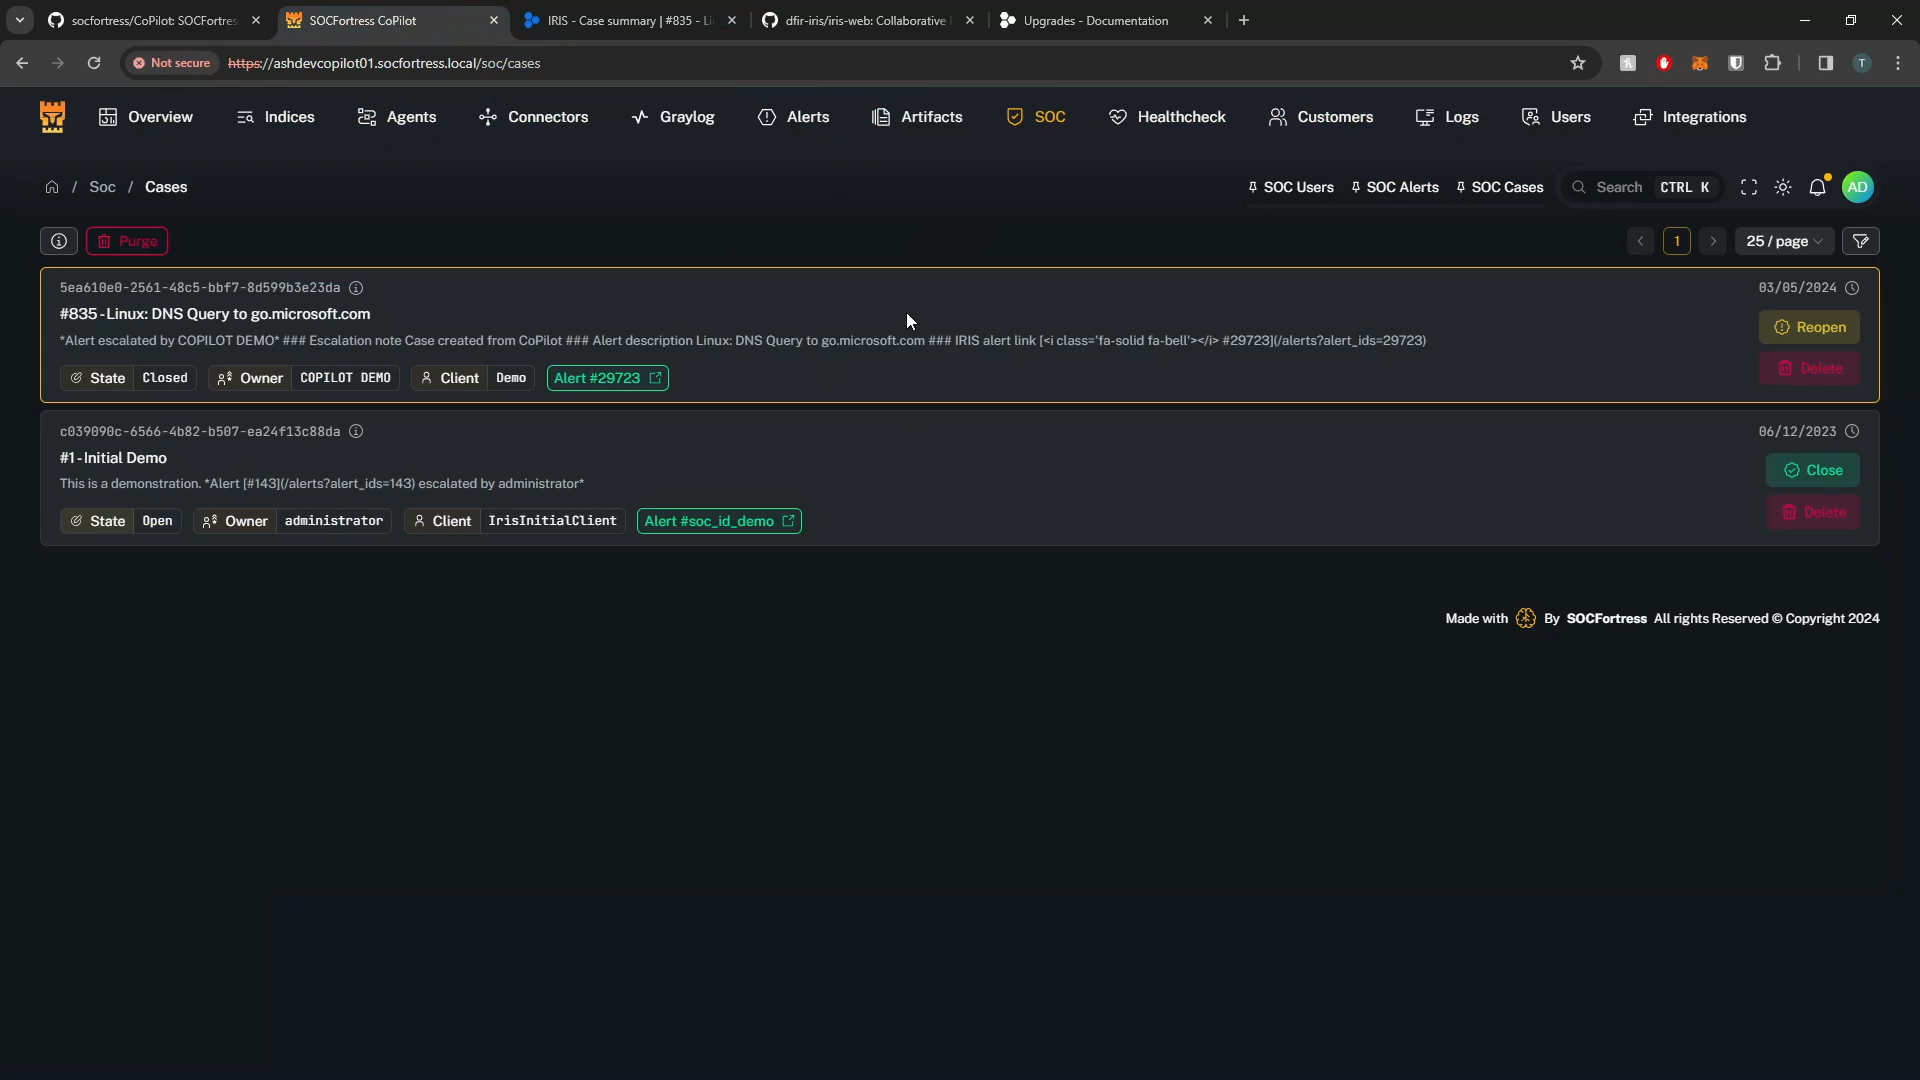 socfortress/CoPilot: SOCFortres
SOCFortress CoPilot
IRIS - Case summary | #835 - Li
dfir-iris/iris-web: Collaborative
Upgrades - Documentation
Not secure
https://ashdevcopilot01.socfortress.local/soc/cases
T
Overview
Indices
Agents
Connectors
Graylog
Alerts
Artifacts
SOC
Healthcheck
Customers
Logs
Users
Integrations
/ Soc / Cases
SOC Users
SOC Alerts
SOC Cases
Search CTRL K
AD
Purge
1
25 / page
5ea610e0-2561-48c5-bbf7-8d599b3e23da
03/05/2024
#835 - Linux: DNS Query to go.microsoft.com
Reopen
*Alert escalated by COPILOT DEMO* ### Escalation note Case created from CoPilot ### Alert description Linux: DNS Query to go.microsoft.com ### IRIS alert link [<i class='fa-solid fa-bell'></i> #29723](/alerts?alert_ids=29723)
Delete
State Closed
Owner COPILOT DEMO
Client Demo
Alert #29723
c039090c-6566-4b82-b507-ea24f13c88da
06/12/2023
#1 - Initial Demo
Close
This is a demonstration. *Alert [#143](/alerts?alert_ids=143) escalated by administrator*
Delete
State Open
Owner administrator
Client IrisInitialClient
Alert #soc_id_demo
Made with By SOCFortress All rights Reserved © Copyright 2024